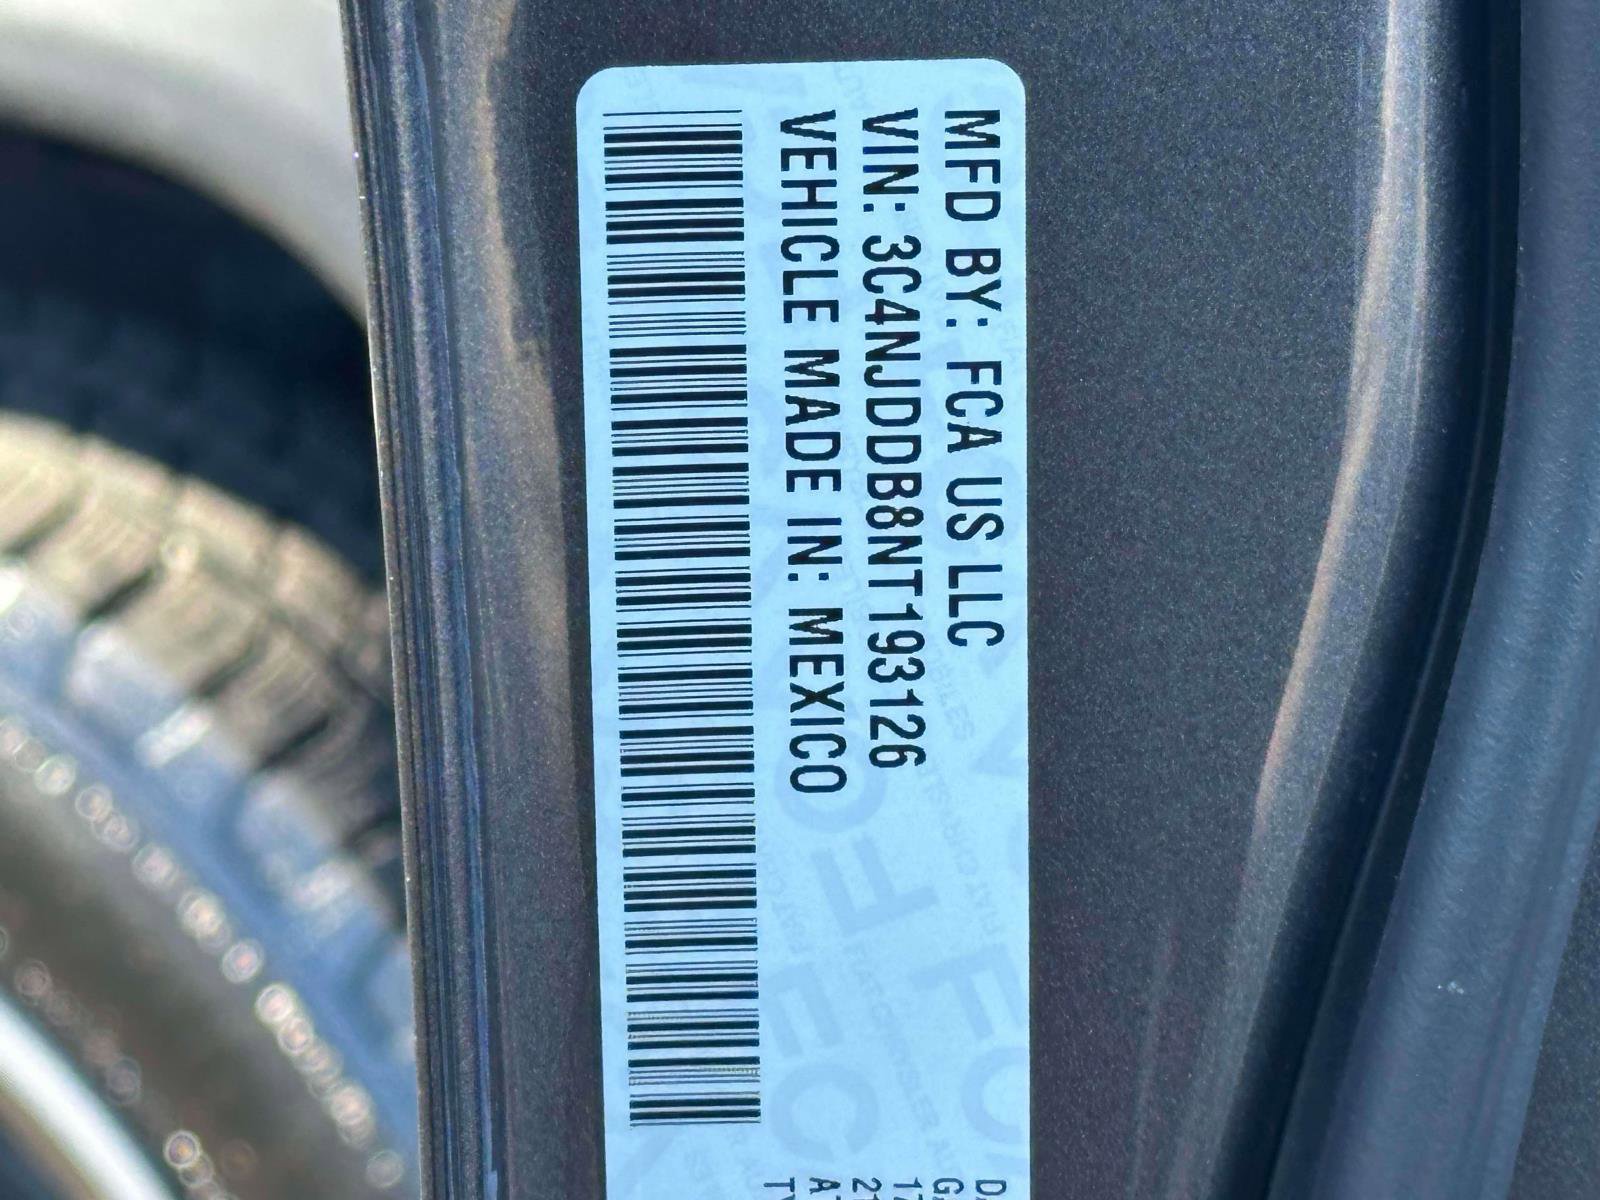 MFD BY: FCA US LLC
VIN: 3C4NJDDB8NT193126
VEHICLE MADE IN: MEXICO